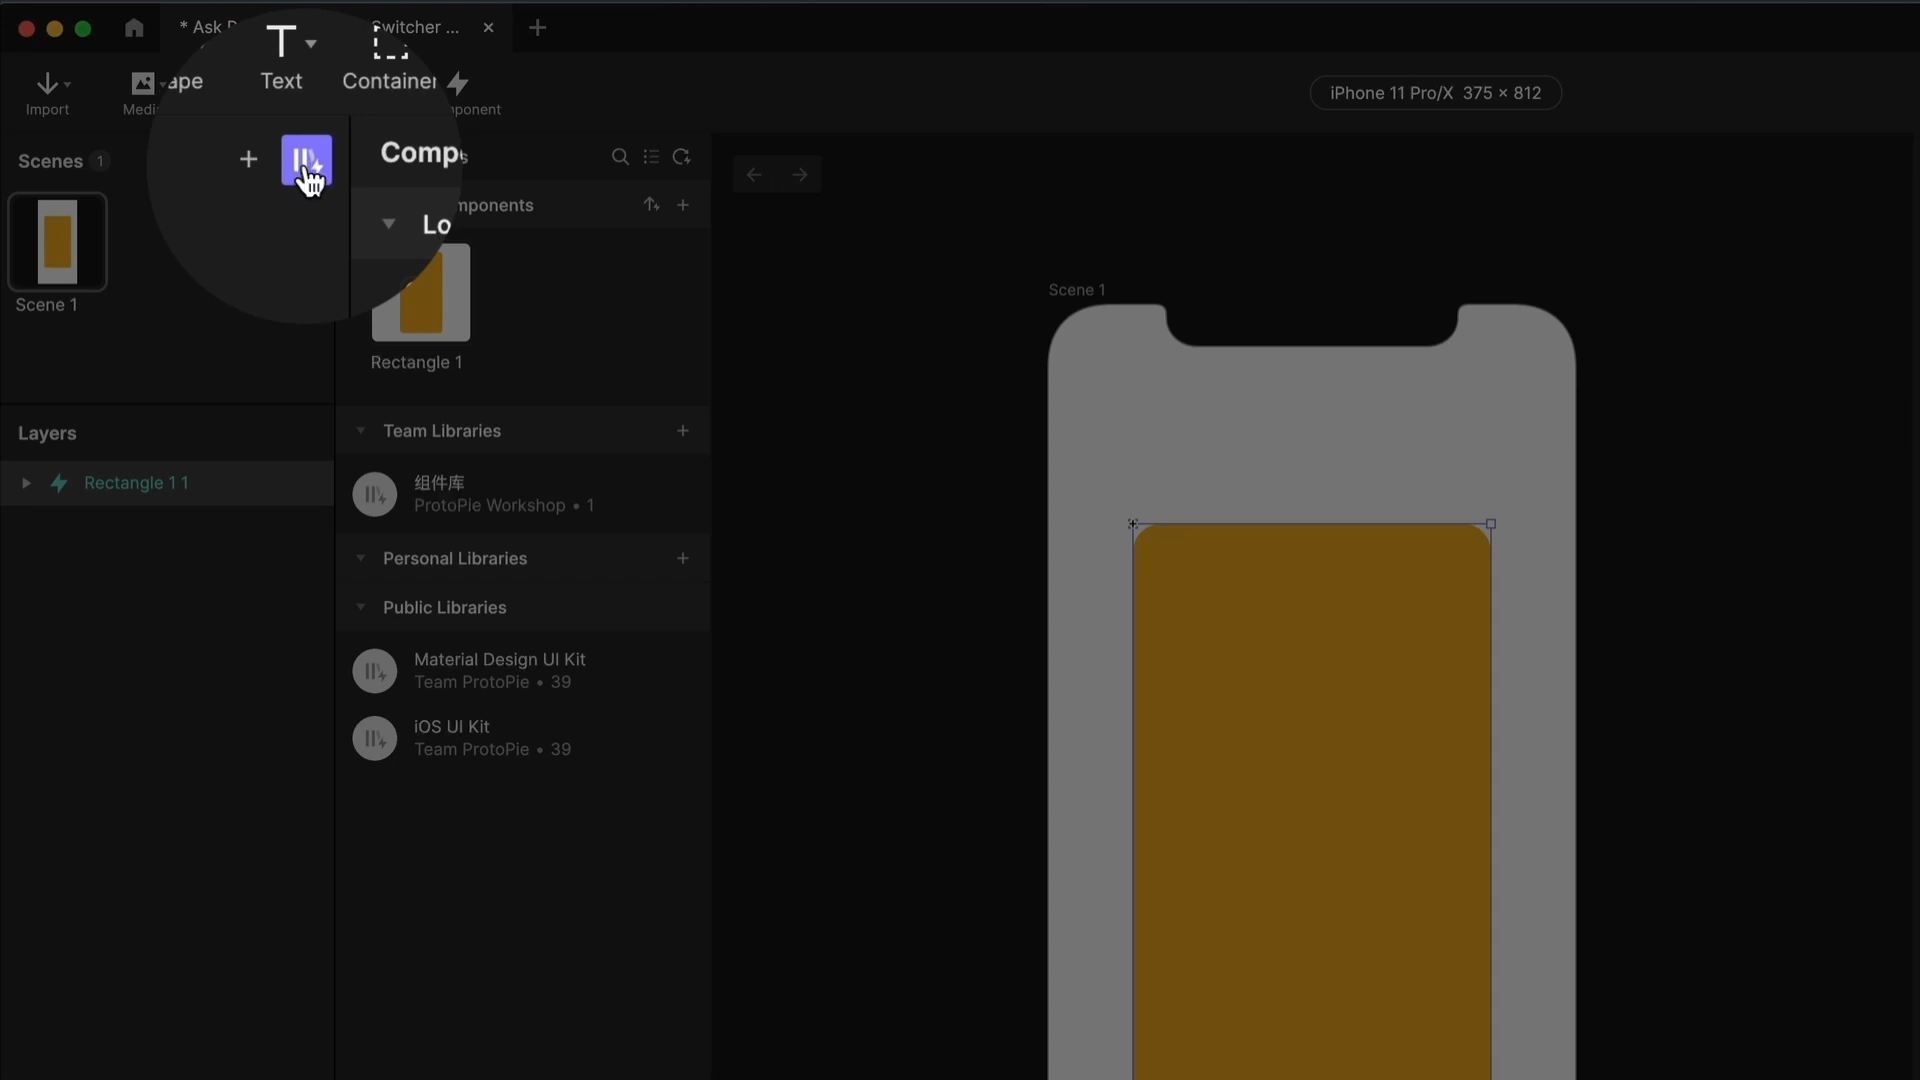 * Ask P
Switcher ...
Import
Medi
ape
Text
Container
ponent
iPhone 11 Pro/X 375 × 812
Scenes 1
Scene 1
Comp s
mponents
Lo
Rectangle 1
Layers
Rectangle 1 1
Team Libraries
组件库
ProtoPie Workshop • 1
Personal Libraries
Public Libraries
Material Design UI Kit
Team ProtoPie • 39
iOS UI Kit
Team ProtoPie • 39
Scene 1